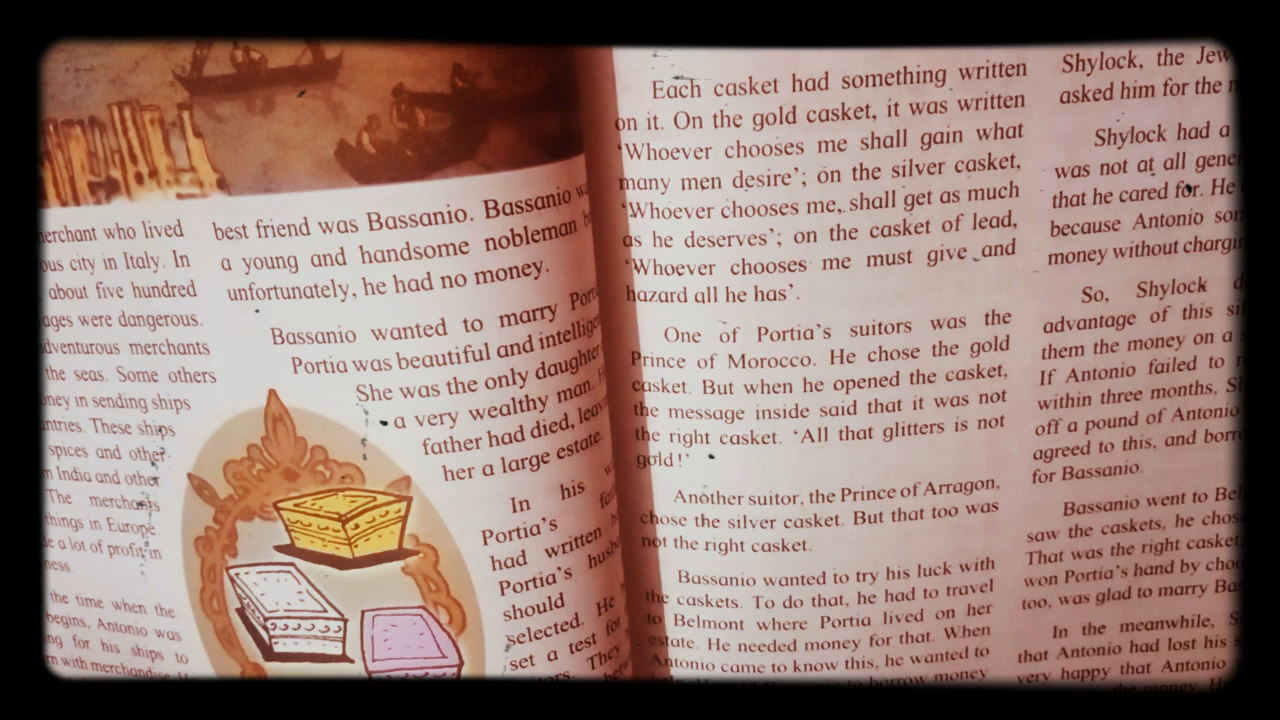 merchant who lived
ous city in Italy. In
about five hundred
ages were dangerous.
adventurous merchants
the seas. Some others
oney in sending ships
untries. These ships
spices and other
m India and other
The merchants
things in Europe.
a lot of profit in
ness.
the time when the
begins, Antonio was
ng for his ships to
rn with merchandise.
best friend was Bassanio. Bassanio
a young and handsome nobleman
unfortunately, he had no money.
Bassanio wanted to marry Porti
Portia was beautiful and intellige
She was the only daughter
a very wealthy man.
father had died, leav
her a large estate.
In his
Portia's
had written
Portia's husb
should
selected. He
set a test for
They
Each casket had something written
on it. On the gold casket, it was written
'Whoever chooses me shall gain what
many men desire'; on the silver casket,
'Whoever chooses me, shall get as much
as he deserves'; on the casket of lead,
'Whoever chooses me must give and
hazard all he has'.
One of Portia's suitors was the
Prince of Morocco. He chose the gold
casket. But when he opened the casket,
the message inside said that it was not
the right casket. 'All that glitters is not
gold!'
Another suitor, the Prince of Arragon,
chose the silver casket. But that too was
not the right casket.
Bassanio wanted to try his luck with
the caskets. To do that, he had to travel
to Belmont where Portia lived on her
estate. He needed money for that. When
Antonio came to know this, he wanted to
to borrow money
Shylock, the Jew
asked him for the
Shylock had a
was not at all gene
that he cared for. He
because Antonio som
money without chargin
So, Shylock
advantage of this
them the money on a
If Antonio failed to
within three months,
off a pound of Antonio
agreed to this, and borr
for Bassanio.
Bassanio went to Bel
saw the caskets, he chos
That was the right casket
won Portia's hand by cho
too, was glad to marry Bas
In the meanwhile,
that Antonio had lost his
very happy that Antonio
the money.